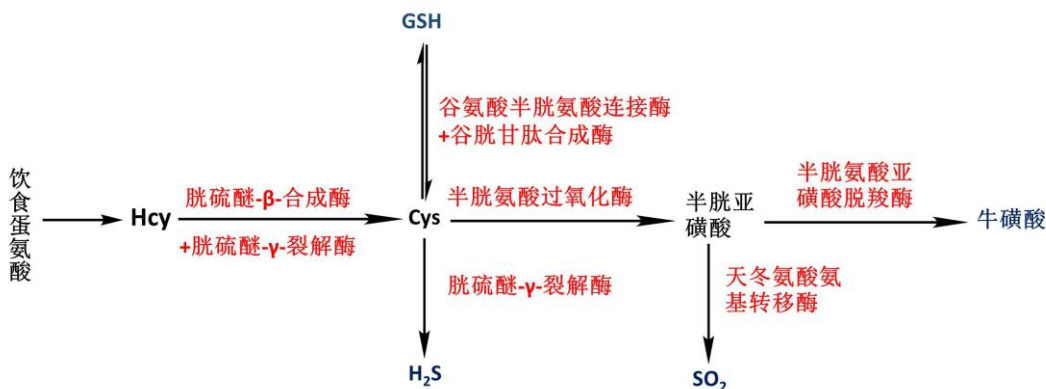 GSH
谷氨酸半胱氨酸连接酶
+谷胱甘肽合成酶
饮食蛋氨酸
Hcy
胱硫醚-β-合成酶
+胱硫醚-γ-裂解酶
Cys
半胱氨酸过氧化酶
半胱亚
磺酸
半胱氨酸亚
磺酸脱羧酶
牛磺酸
胱硫醚-γ-裂解酶
天冬氨酸氨
基转移酶
H₂S
SO₂